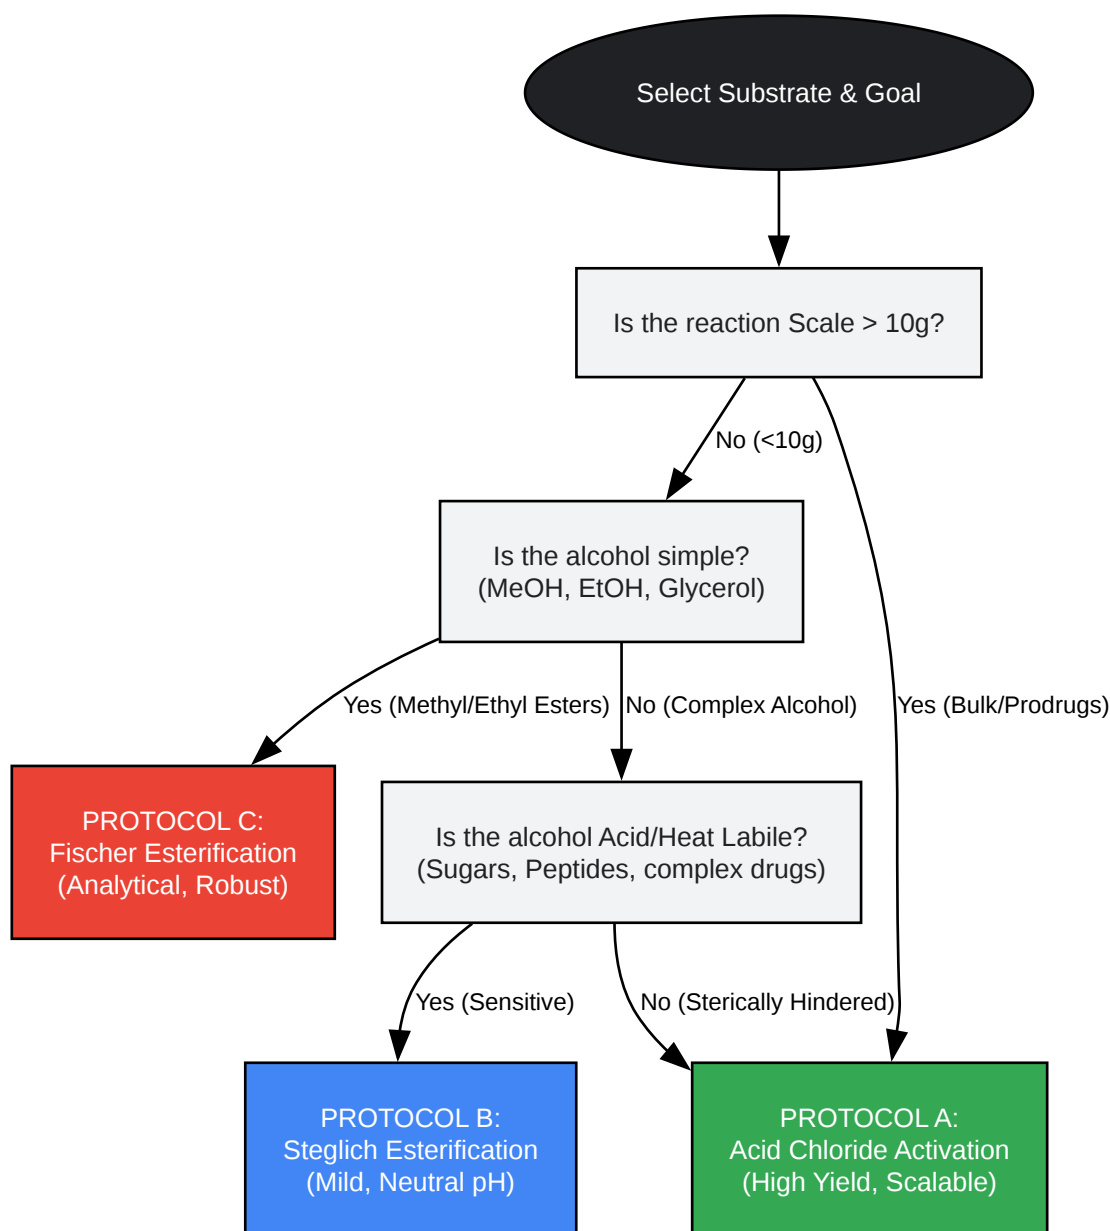 Select Substrate & Goal
Is the reaction Scale > 10g?
No (<10g)
Is the alcohol simple?
(MeOH, EtOH, Glycerol)
Yes (Methyl/Ethyl Esters)
No (Complex Alcohol)
Yes (Bulk/Prodrugs)
PROTOCOL C:
Fischer Esterification
(Analytical, Robust)
Is the alcohol Acid/Heat Labile?
(Sugars, Peptides, complex drugs)
Yes (Sensitive)
No (Sterically Hindered)
PROTOCOL B:
Steglich Esterification
(Mild, Neutral pH)
PROTOCOL A:
Acid Chloride Activation
(High Yield, Scalable)